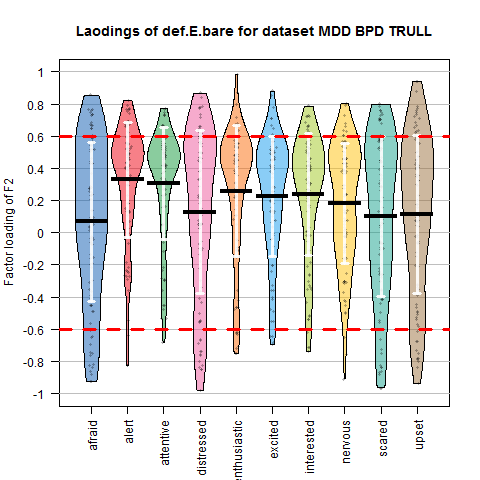 Laodings of def.E.bare for dataset MDD BPD TRULL
Factor loading of F2
1
0.8
0.6
0.4
0.2
0
-0.2
-0.4
-0.6
-0.8
-1
afraid
alert
attentive
distressed
enthusiastic
excited
interested
nervous
scared
upset